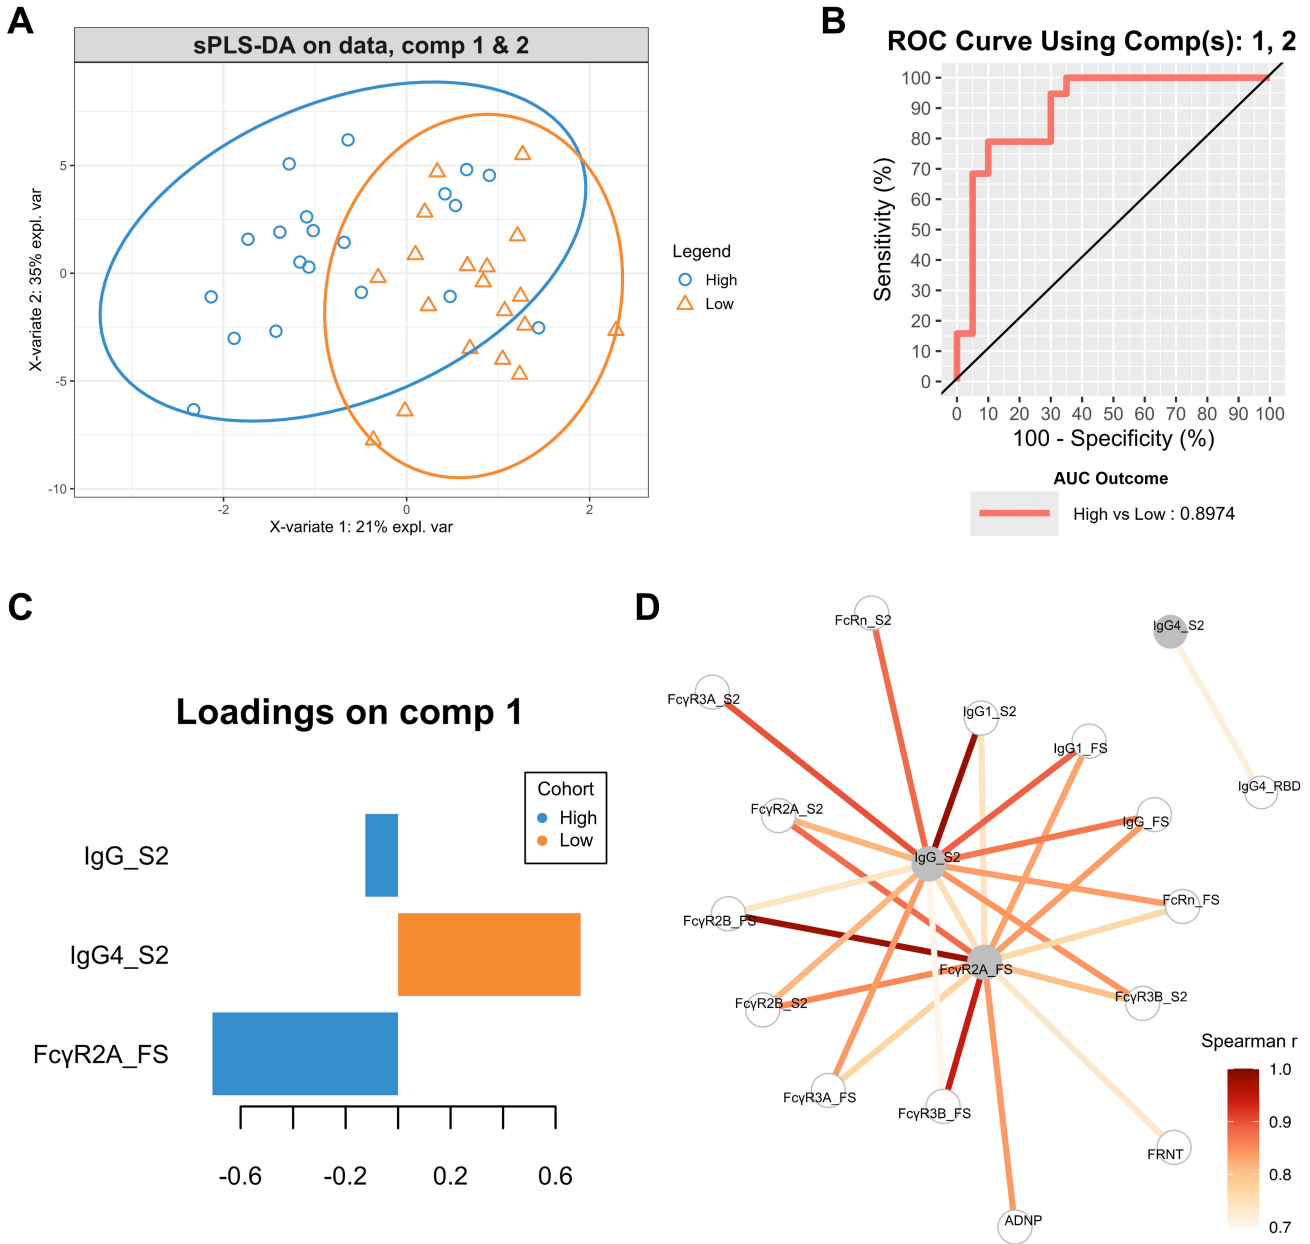 A
sPLS-DA on data, comp 1 & 2
X-variate 2: 35% expl. var
5
0
-5
-10
-2
0
2
X-variate 1: 21% expl. var
Legend
High
Low
B
ROC Curve Using Comp(s): 1, 2
Sensitivity (%)
100
90
80
70
60
50
40
30
20
10
0
0 10 20 30 40 50 60 70 80 90 100
100 - Specificity (%)
AUC Outcome
High vs Low : 0.8974
C
Loadings on comp 1
Cohort
High
Low
IgG_S2
IgG4_S2
FcγR2A_FS
-0.6 -0.2 0.2 0.6
D
FcRn_S2
IgG4_S2
FcγR3A_S2
IgG1_S2
IgG1_FS
IgG4_RBD
FcγR2A_S2
IgG_FS
IgG_S2
FcRn_FS
FcγR2B_FS
FcγR2A_FS
FcγR2B_S2
FcγR3B_S2
FcγR3A_FS
FcγR3B_FS
FRNT
ADNP
Spearman r
1.0
0.9
0.8
0.7